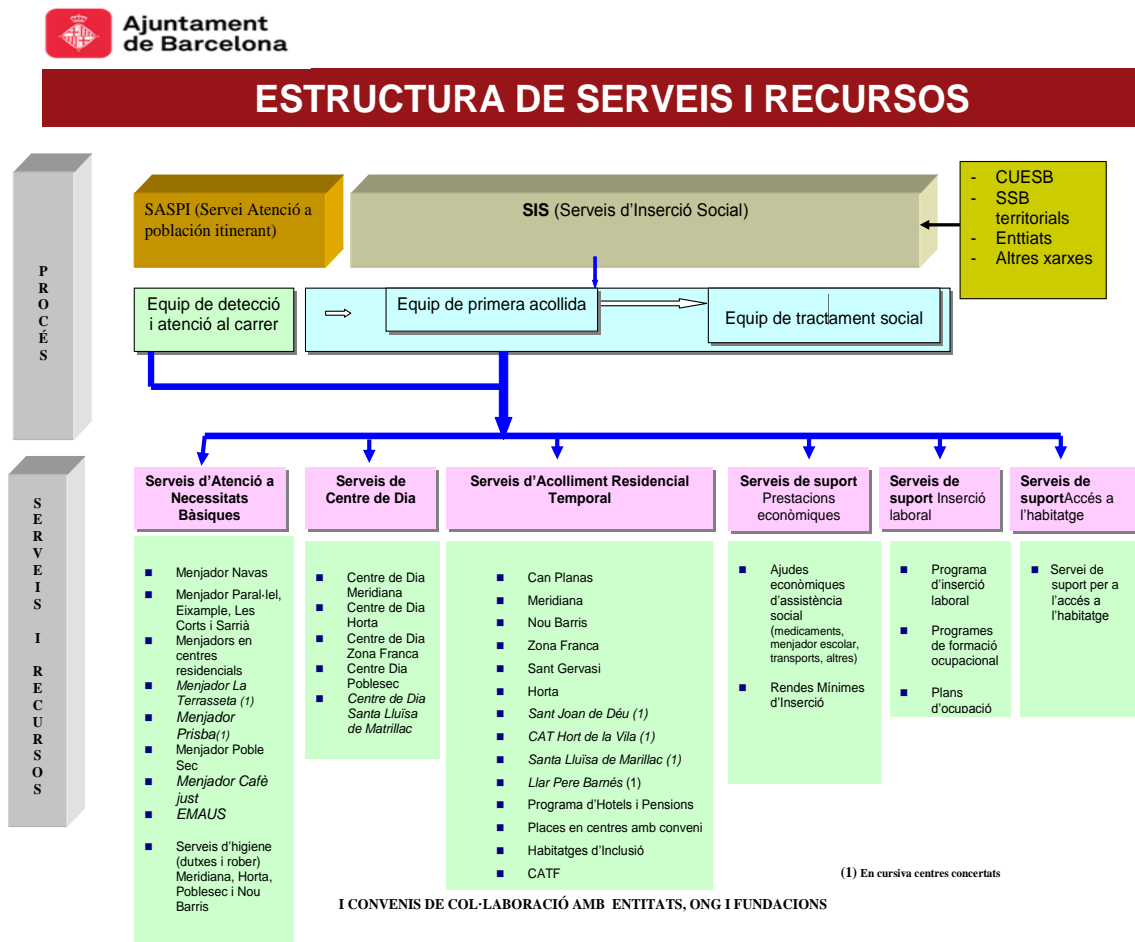 Ajuntament
de Barcelona
ESTRUCTURA DE SERVEIS I RECURSOS
P
R
O
C
É
S
SASPI (Servei Atenció a
población itinerant)
SIS (Serveis d'Inserció Social)
- CUESB
- SSB
territorials
- Enttiats
- Altres xarxes
Equip de detecció
i atenció al carrer
Equip de primera acollida
Equip de tractament social
S
E
R
V
E
I
S
I
R
E
C
U
R
S
O
S
Serveis d'Atenció a
Necessitats
Bàsiques
Menjador Navas
Menjador Paral·lel,
Eixample, Les
Corts i Sarrià
Menjadors en
centres
residencials
Menjador La
Terrasseta (1)
Menjador
Prisba(1)
Menjador Poble
Sec
Menjador Cafè
just
EMAUS
Serveis d'higiene
(dutxes i rober)
Meridiana, Horta,
Poblesec i Nou
Barris
Serveis de
Centre de Dia
Centre de Dia
Meridiana
Centre de Dia
Horta
Centre de Dia
Zona Franca
Centre Dia
Poblesec
Centre de Dia
Santa Lluïsa
de Matrillac
Serveis d'Acolliment Residencial
Temporal
Can Planas
Meridiana
Nou Barris
Zona Franca
Sant Gervasi
Horta
Sant Joan de Déu (1)
CAT Hort de la Vila (1)
Santa Lluïsa de Marillac (1)
Llar Pere Barnés (1)
Programa d'Hotels i Pensions
Places en centres amb conveni
Habitatges d'Inclusió
CATF
Serveis de suport
Prestacions
econòmiques
Ajudes
econòmiques
d'assistència
social
(medicaments,
menjador escolar,
transports, altres)
Rendes Mínimes
d'Inserció
Serveis de
suport Inserció
laboral
Programa
d'inserció
laboral
Programes
de formació
ocupacional
Plans
d'ocupació
Serveis de
suportAccés a
l'habitatge
Servei de
suport per a
l'accés a
l'habitatge
(1) En cursiva centres concertats
I CONVENIS DE COL·LABORACIÓ AMB ENTITATS, ONG I FUNDACIONS